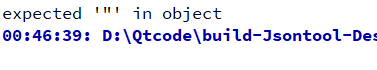 expected '"' in object
00:46:39: D:\Qtcode\build-Jsontool-Des